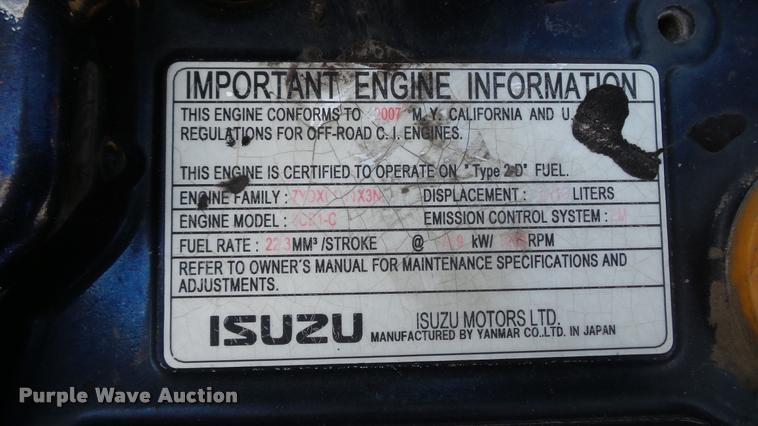 IMPORTANT ENGINE INFORMATION
THIS ENGINE CONFORMS TO 2007 M.Y. CALIFORNIA AND U.
REGULATIONS FOR OFF-ROAD C.I. ENGINES.
THIS ENGINE IS CERTIFIED TO OPERATE ON "Type 2-D" FUEL.
ENGINE FAMILY : DISPLACEMENT : LITERS
ENGINE MODEL : EMISSION CONTROL SYSTEM :
FUEL RATE : 22.3 MM³/STROKE @ kW/ RPM
REFER TO OWNER'S MANUAL FOR MAINTENANCE SPECIFICATIONS AND
ADJUSTMENTS.
ISUZU ISUZU MOTORS LTD.
MANUFACTURED BY YANMAR CO.,LTD. IN JAPAN
Purple Wave Auction®